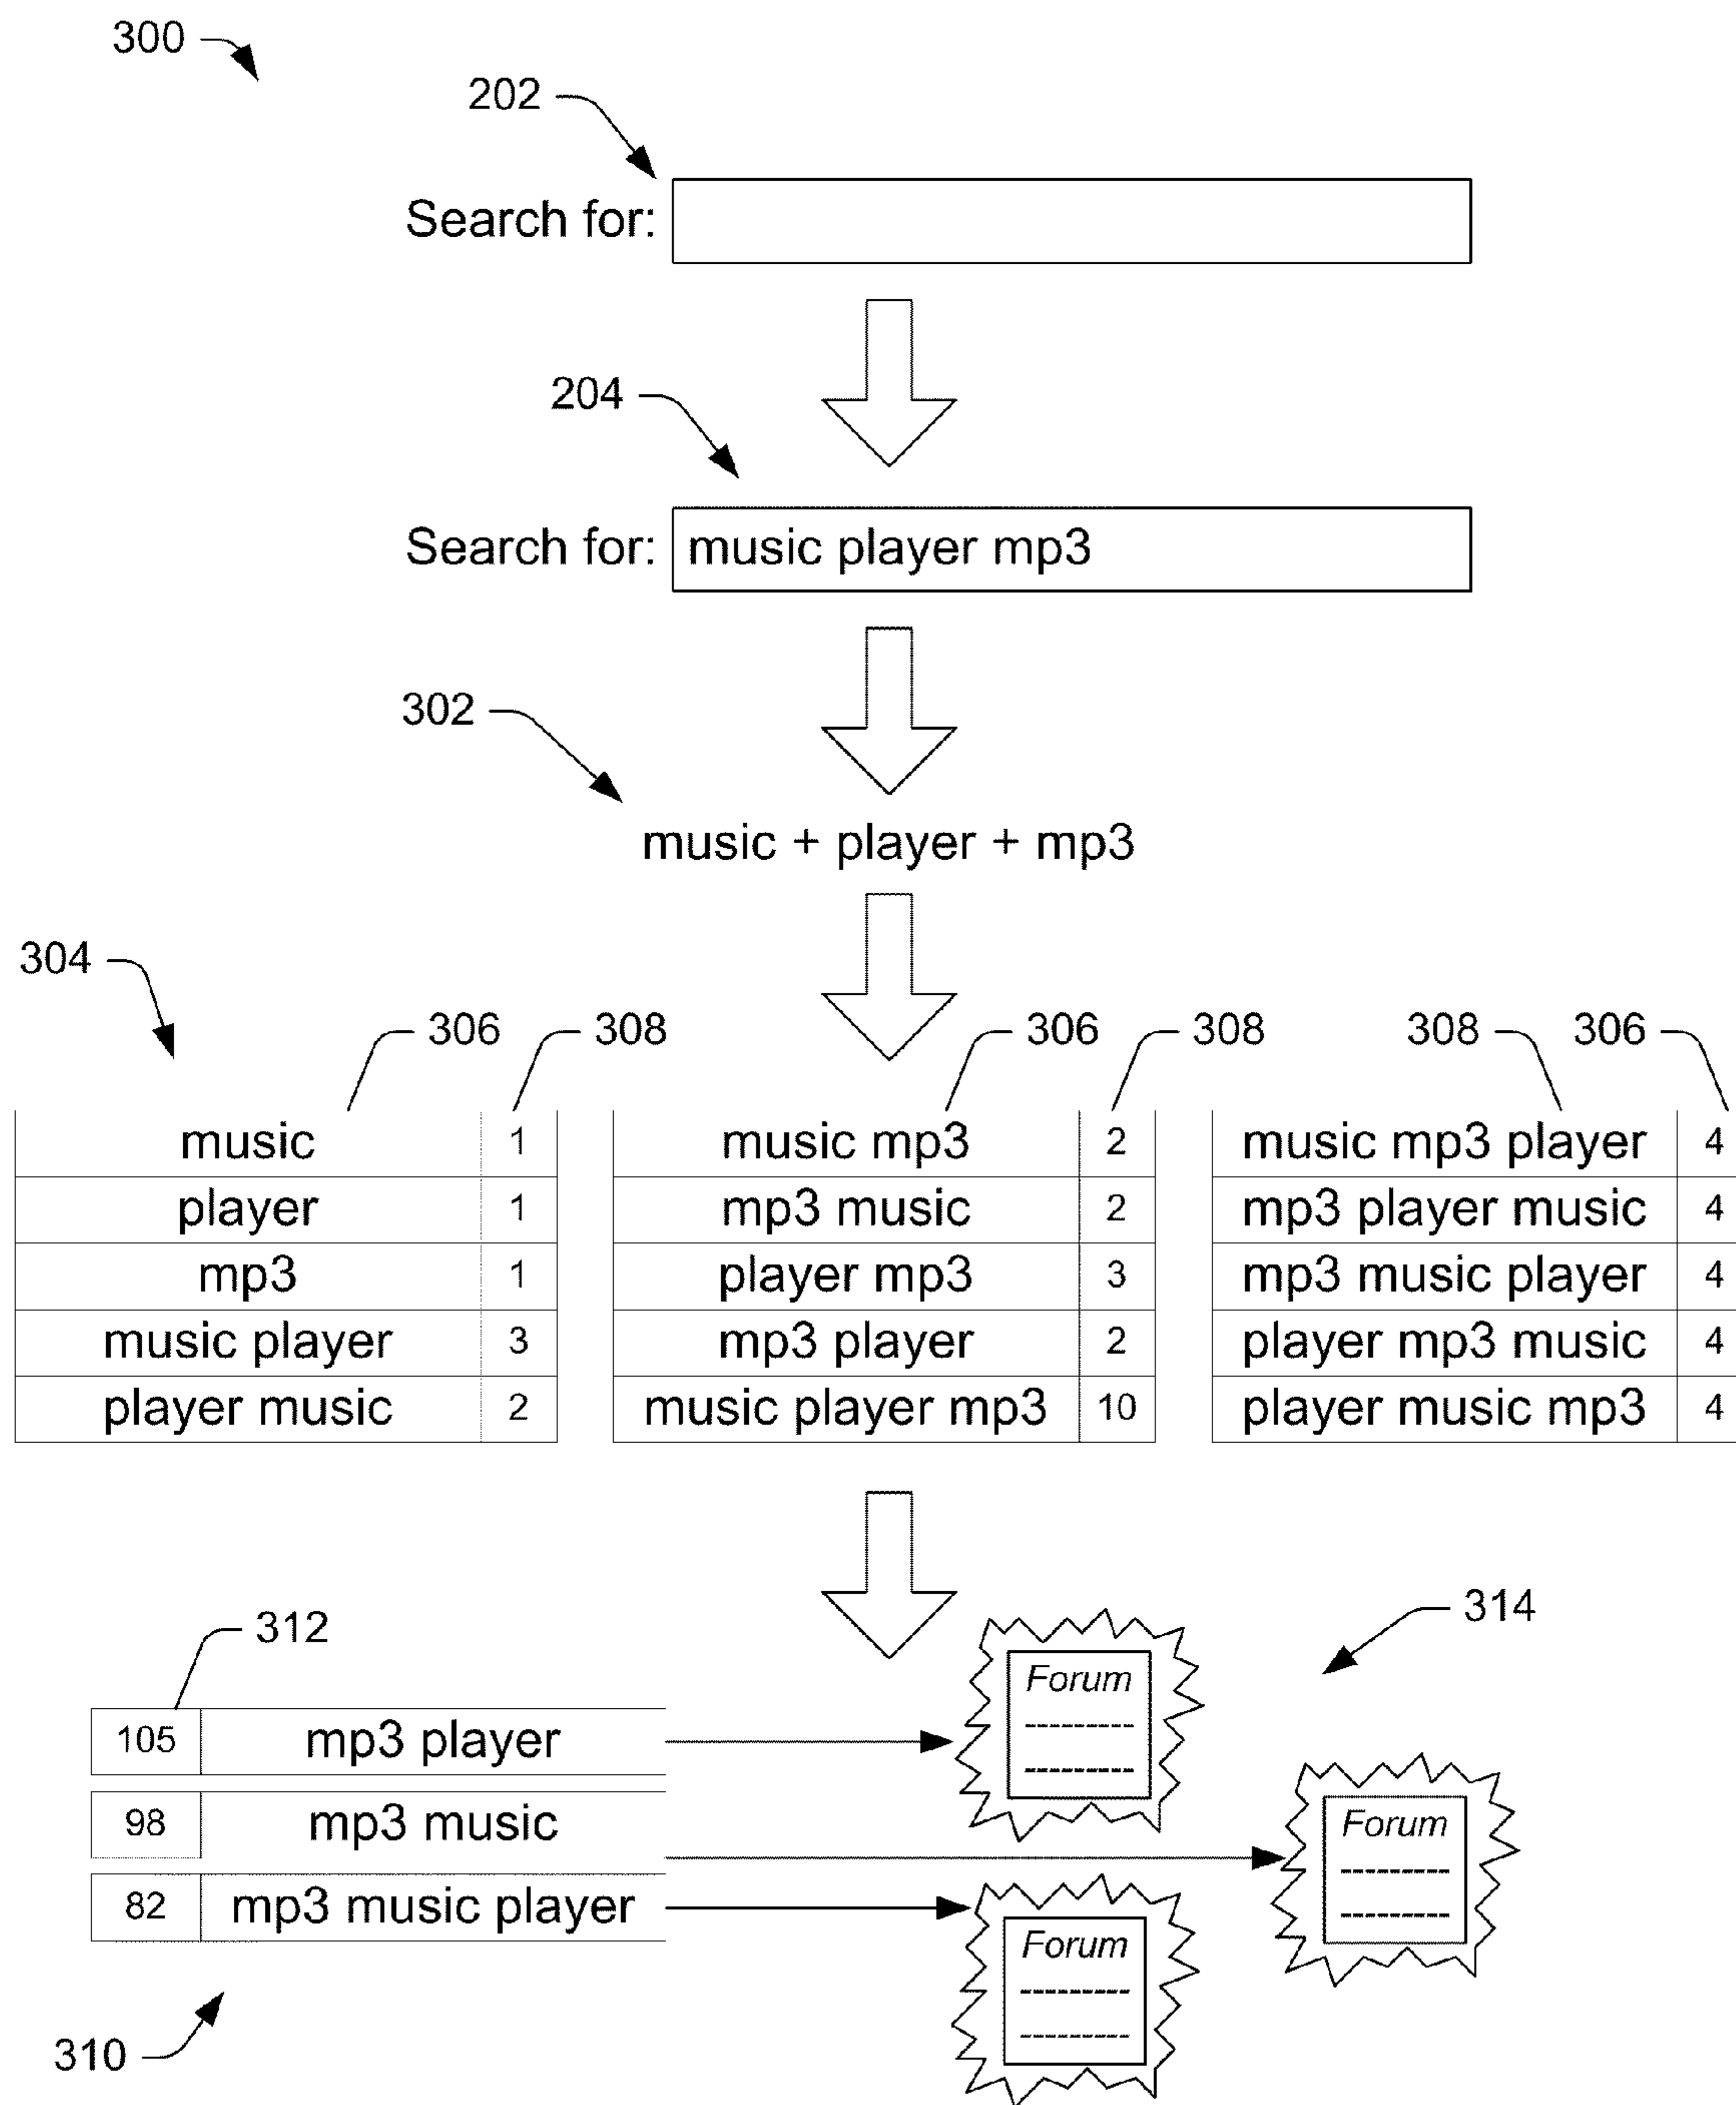 300
202
Search for:
204
Search for: music player mp3
302
music + player + mp3
304
306 308 306 308 308 306
music 1 music mp3 2 music mp3 player 4
player 1 mp3 music 2 mp3 player music 4
mp3 1 player mp3 3 mp3 music player 4
music player 3 mp3 player 2 player mp3 music 4
player music 2 music player mp3 10 player music mp3 4
312
314
Forum
105 mp3 player
98 mp3 music
Forum
82 mp3 music player
Forum
310